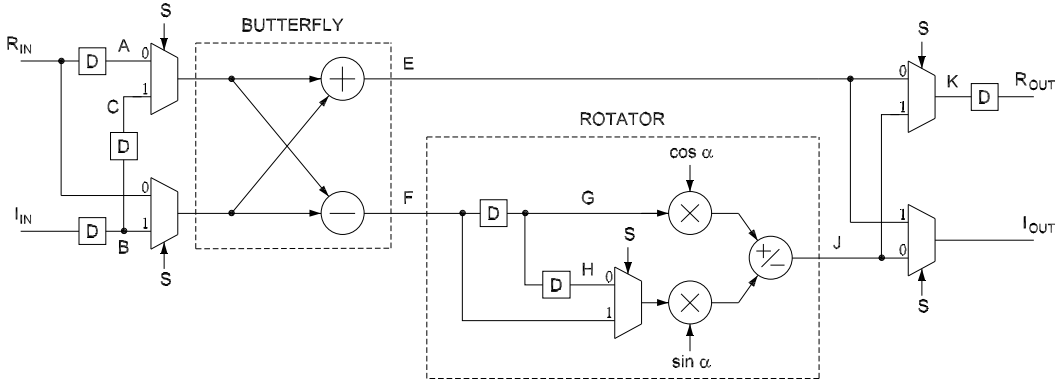 S
BUTTERFLY
S
R_IN
D
A
0
E
0
K
R_OUT
1
+
D
C
1
ROTATOR
D
cos α
0
I_IN
D
1
B
S
−
F
D
G
×
S
1
I_OUT
+/−
J
0
D
H
0
1
×
S
sin α